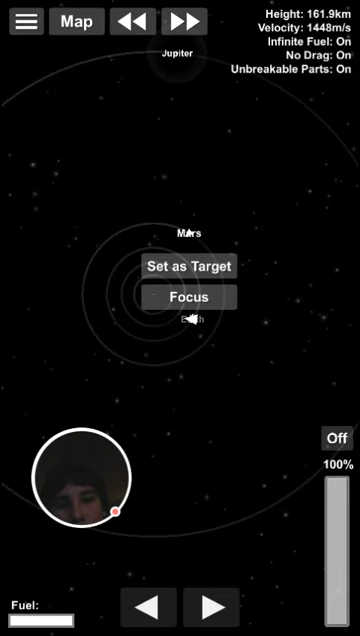 Map
Height: 161.9km
Velocity: 1448m/s
Infinite Fuel: On
No Drag: On
Unbreakable Parts: On
Jupiter
Mars
Set as Target
Focus
Earth
Off
100%
Fuel: